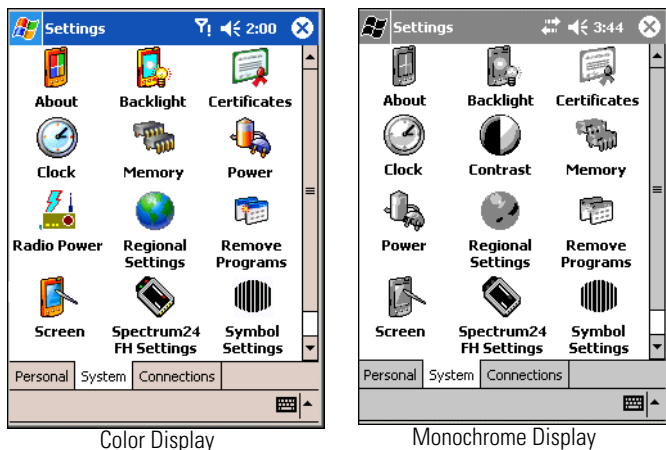 Settings 2:00
About Backlight Certificates
Clock Memory Power
Radio Power Regional Settings Remove Programs
Screen Spectrum24 FH Settings Symbol Settings
Personal System Connections
Color Display
Settings 3:44
About Backlight Certificates
Clock Contrast Memory
Power Regional Settings Remove Programs
Screen Spectrum24 FH Settings Symbol Settings
Personal System Connections
Monochrome Display